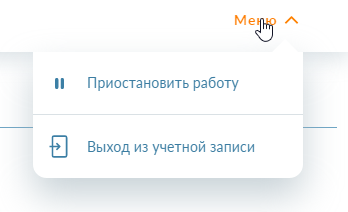 Меню
Приостановить работу
Выход из учетной записи